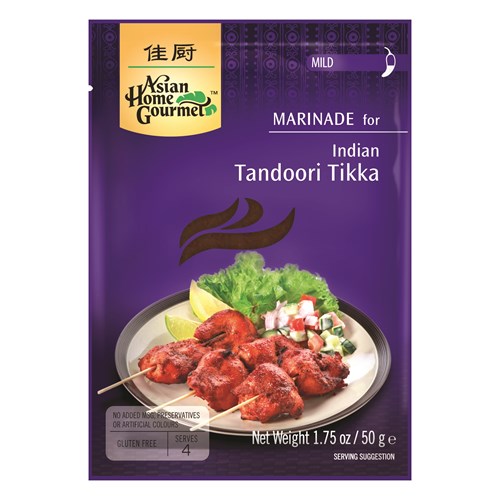 佳厨
Asian
Home
Gourmet™
MILD
MARINADE for
Indian
Tandoori Tikka
NO ADDED MSG, PRESERVATIVES
OR ARTIFICIAL COLOURS
GLUTEN FREE
SERVES
4
Net Weight 1.75 oz / 50 g ℮
SERVING SUGGESTION